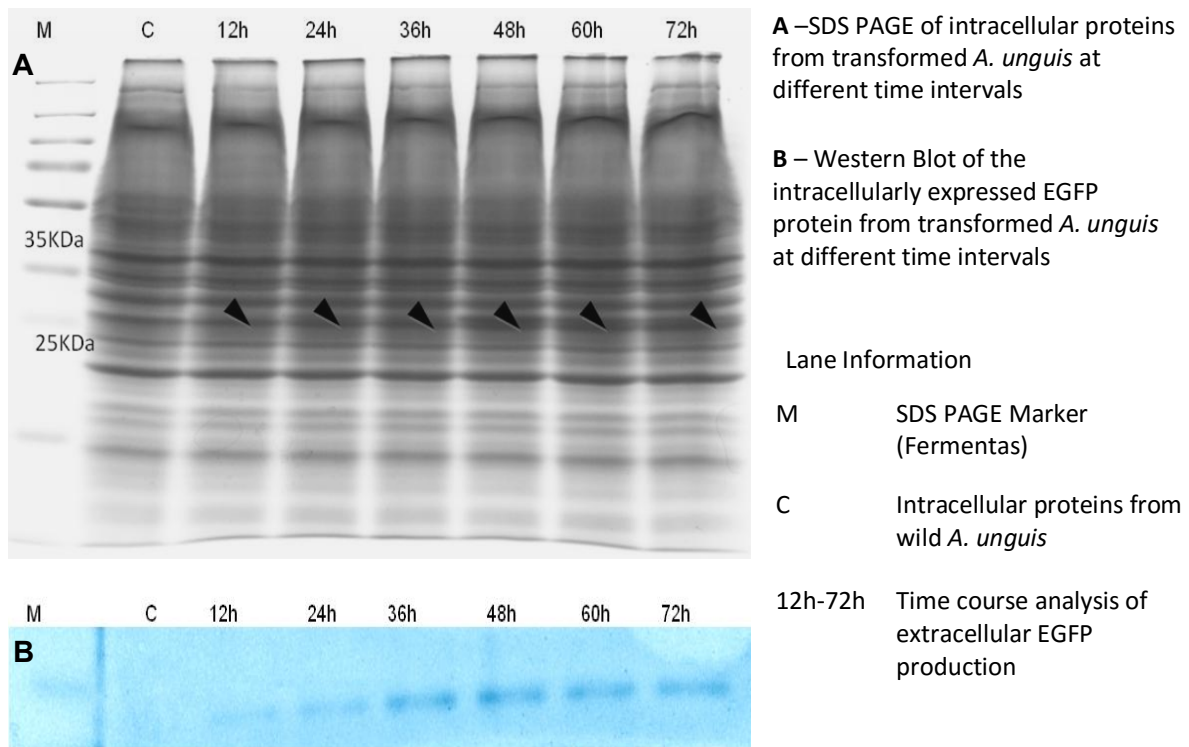 M C 12h 24h 36h 48h 60h 72h
A
35KDa
25KDa
M C 12h 24h 36h 48h 60h 72h
B
A –SDS PAGE of intracellular proteins
from transformed A. unguis at
different time intervals
B – Western Blot of the
intracellularly expressed EGFP
protein from transformed A. unguis
at different time intervals
Lane Information
M SDS PAGE Marker
(Fermentas)
C Intracellular proteins from
wild A. unguis
12h-72h Time course analysis of
extracellular EGFP
production